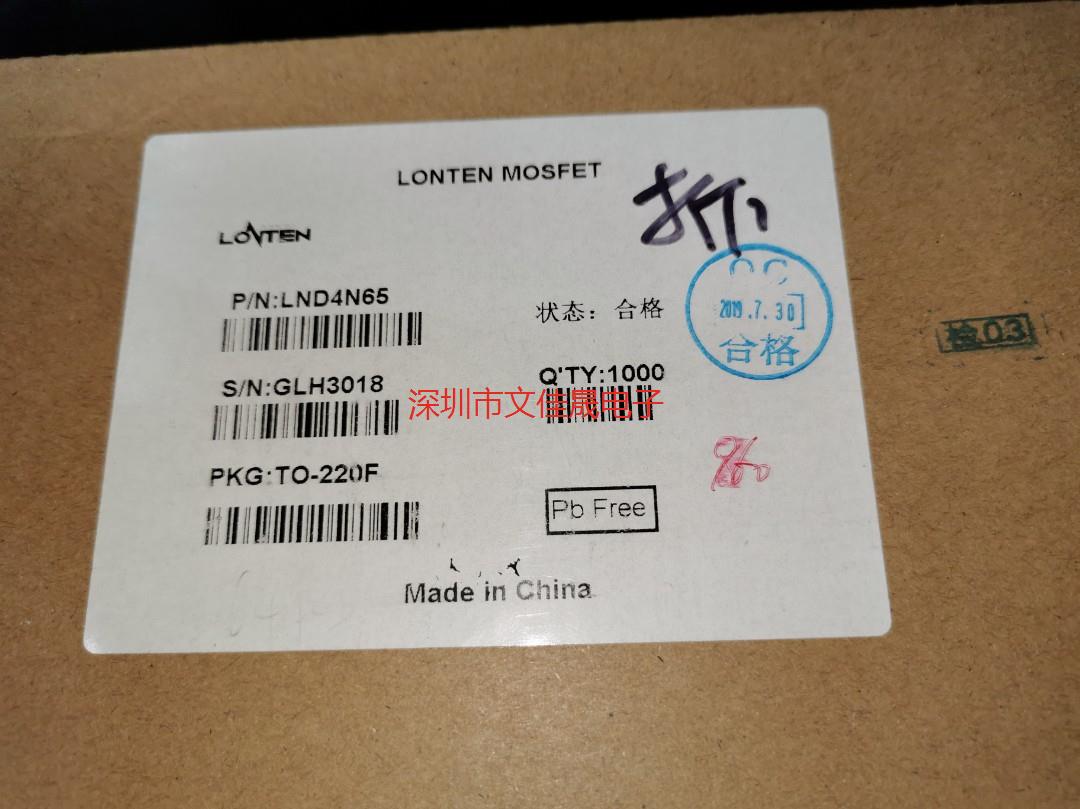 LONTEN MOSFET
LONTEN
P/N:LND4N65
状态：合格
QC
2019.7.30
合格
检03
S/N:GLH3018
Q'TY:1000
深圳市文佳晟电子
PKG:TO-220F
Pb Free
Made in China